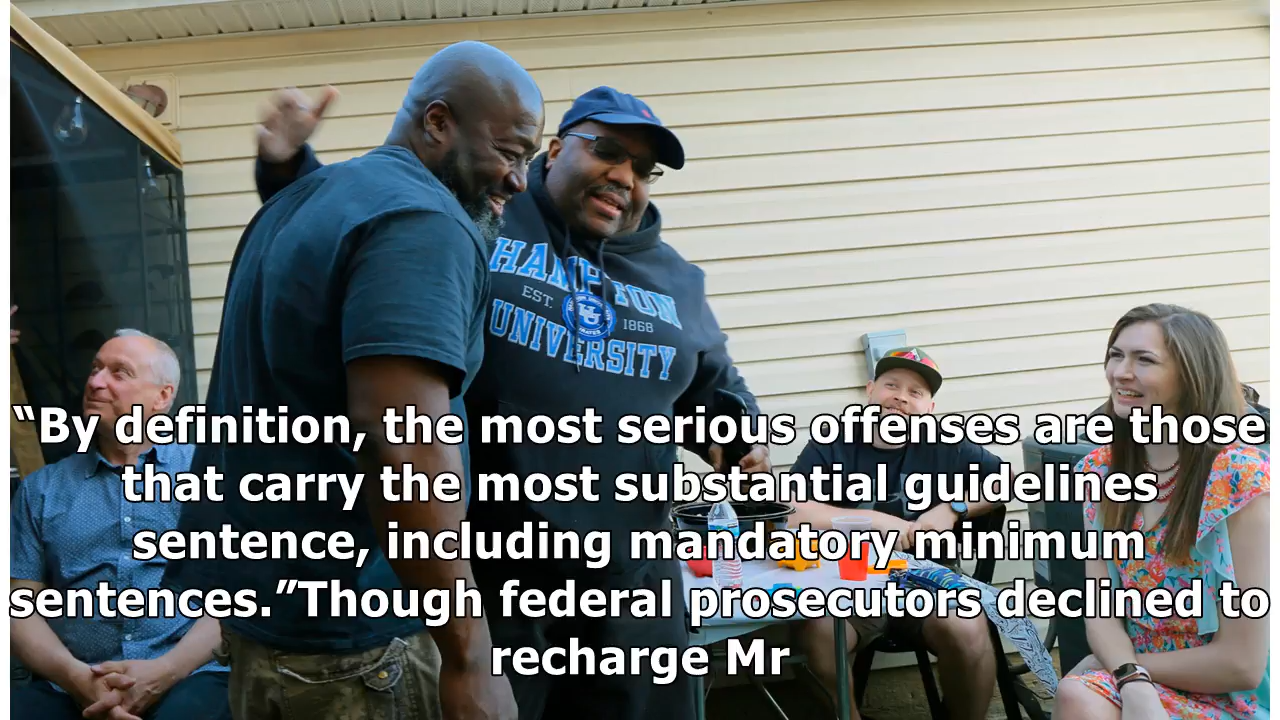 HAMPTON
EST. 1868
UNIVERSITY
“By definition, the most serious offenses are those
that carry the most substantial guidelines
sentence, including mandatory minimum
sentences.”Though federal prosecutors declined to
recharge Mr